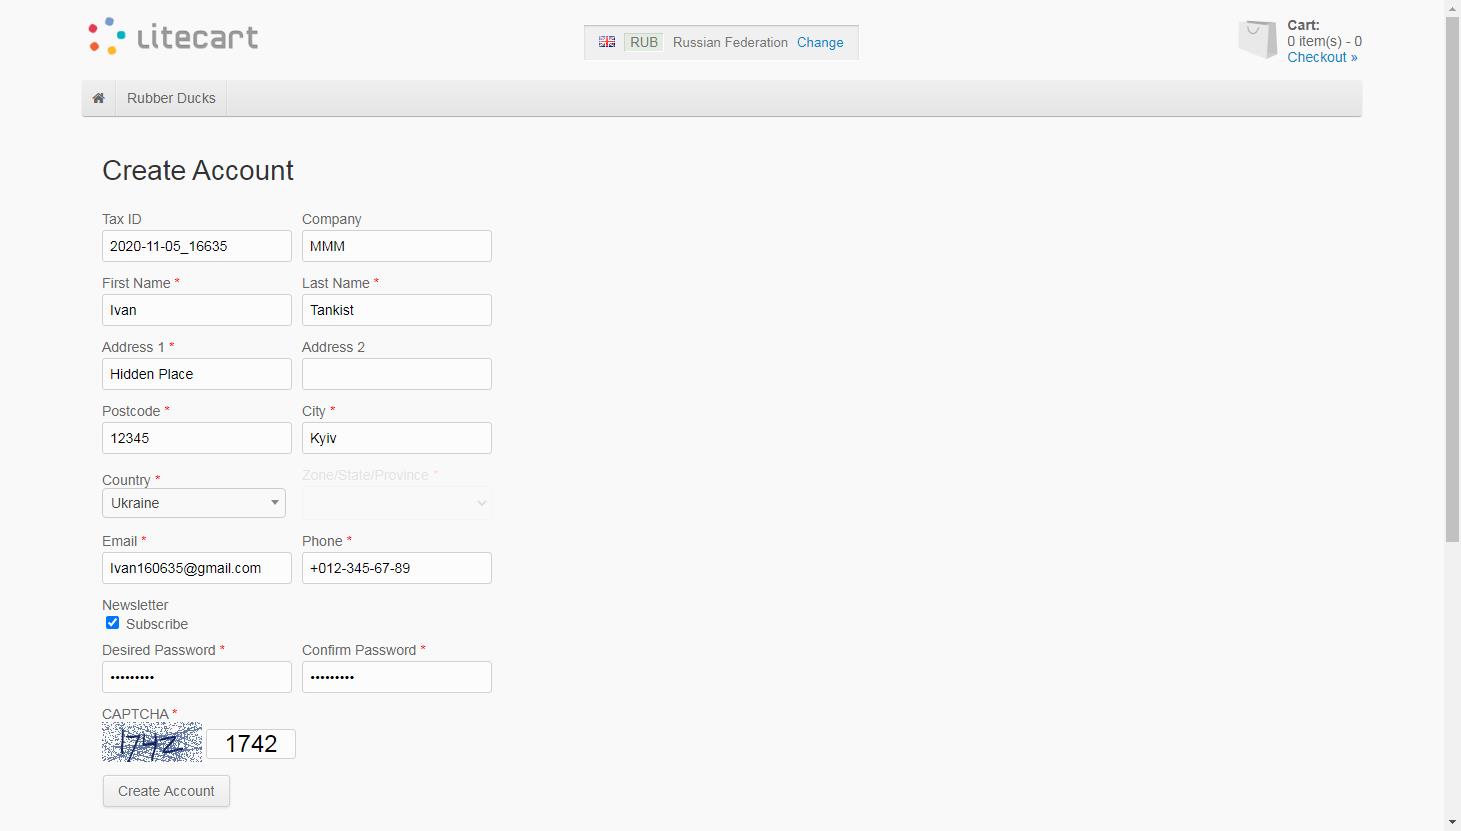 litecart
RUB Russian Federation Change
Cart:
0 item(s) - 0
Checkout »
Rubber Ducks
Create Account
Tax ID Company
2020-11-05_16635 MMM
First Name * Last Name *
Ivan Tankist
Address 1 * Address 2
Hidden Place
Postcode * City *
12345 Kyiv
Country * Zone/State/Province *
Ukraine
Email * Phone *
Ivan160635@gmail.com +012-345-67-89
Newsletter
Subscribe
Desired Password * Confirm Password *
••••••••• •••••••••
CAPTCHA *
1742 1742
Create Account